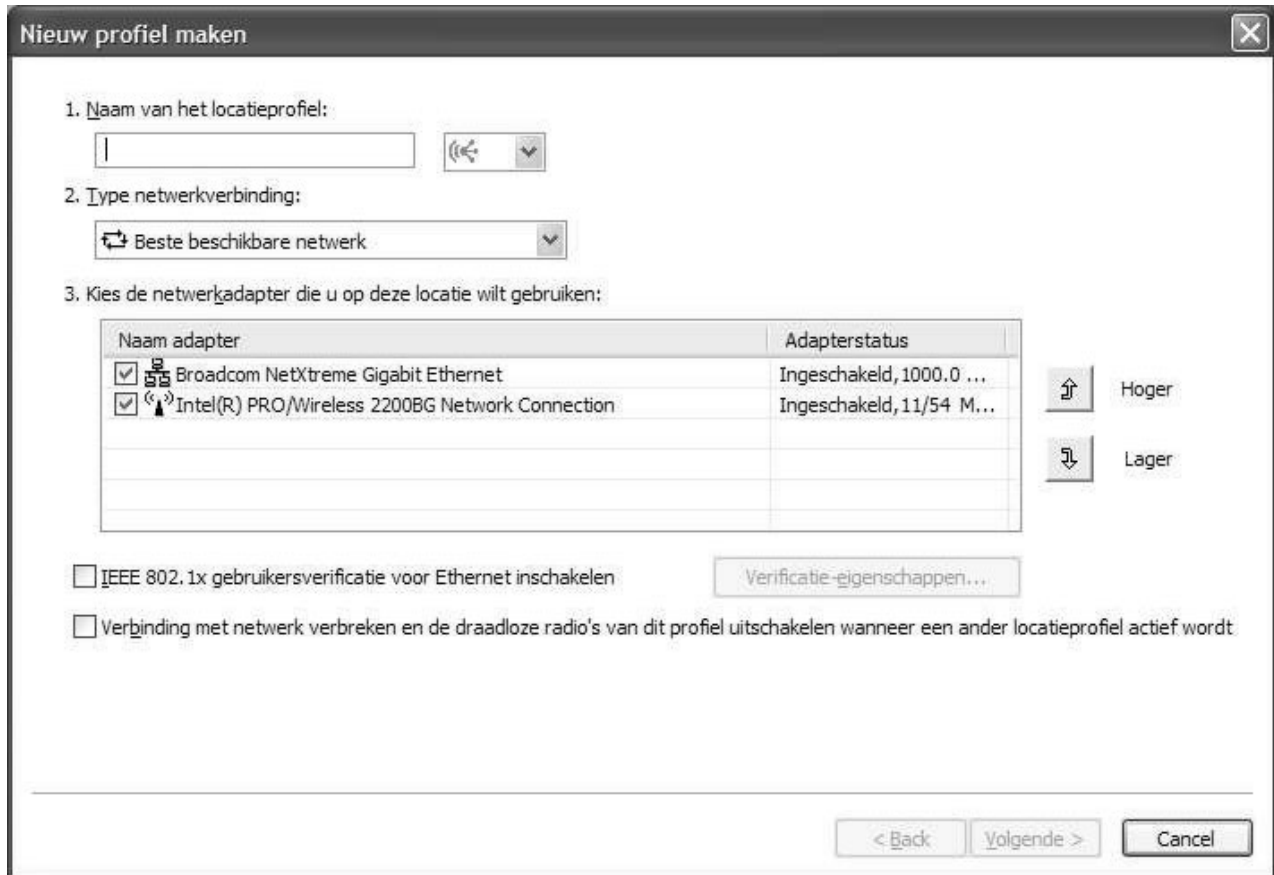 Nieuw profiel maken
1. Naam van het locatieprofiel:
2. Type netwerkverbinding:
Beste beschikbare netwerk
3. Kies de netwerkadapter die u op deze locatie wilt gebruiken:
Naam adapter Adapterstatus
Broadcom NetXtreme Gigabit Ethernet Ingeschakeld, 1000.0 ...
Intel(R) PRO/Wireless 2200BG Network Connection Ingeschakeld, 11/54 M...
Hoger
Lager
IEEE 802.1x gebruikersverificatie voor Ethernet inschakelen Verificatie-eigenschappen...
Verbinding met netwerk verbreken en de draadloze radio's van dit profiel uitschakelen wanneer een ander locatieprofiel actief wordt
< Back Volgende > Cancel